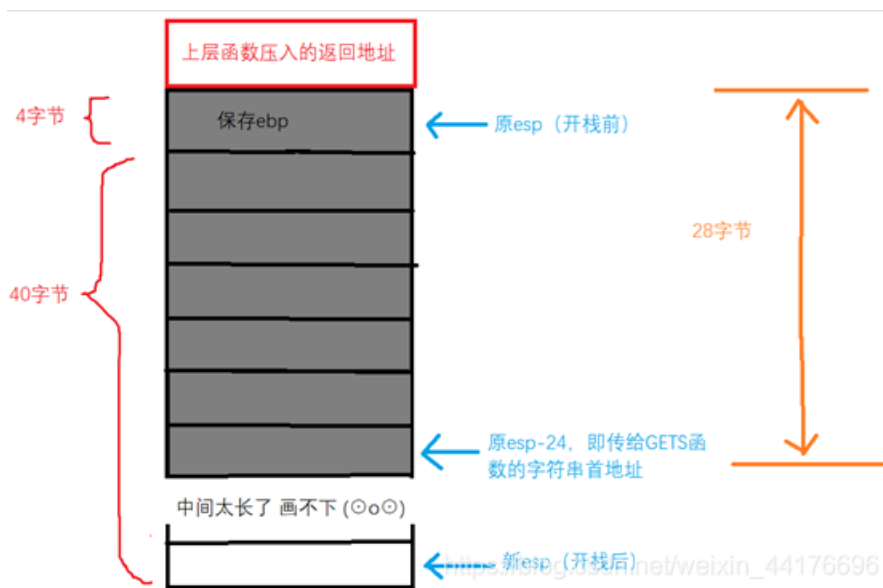 上层函数压入的返回地址
4字节
保存ebp
原esp（开栈前）
28字节
40字节
原esp-24，即传给GETS函
数的字符串首地址
中间太长了 画不下 (⊙o⊙)
新esp（开栈后）
https://blog.csdn.net/weixin_44176696